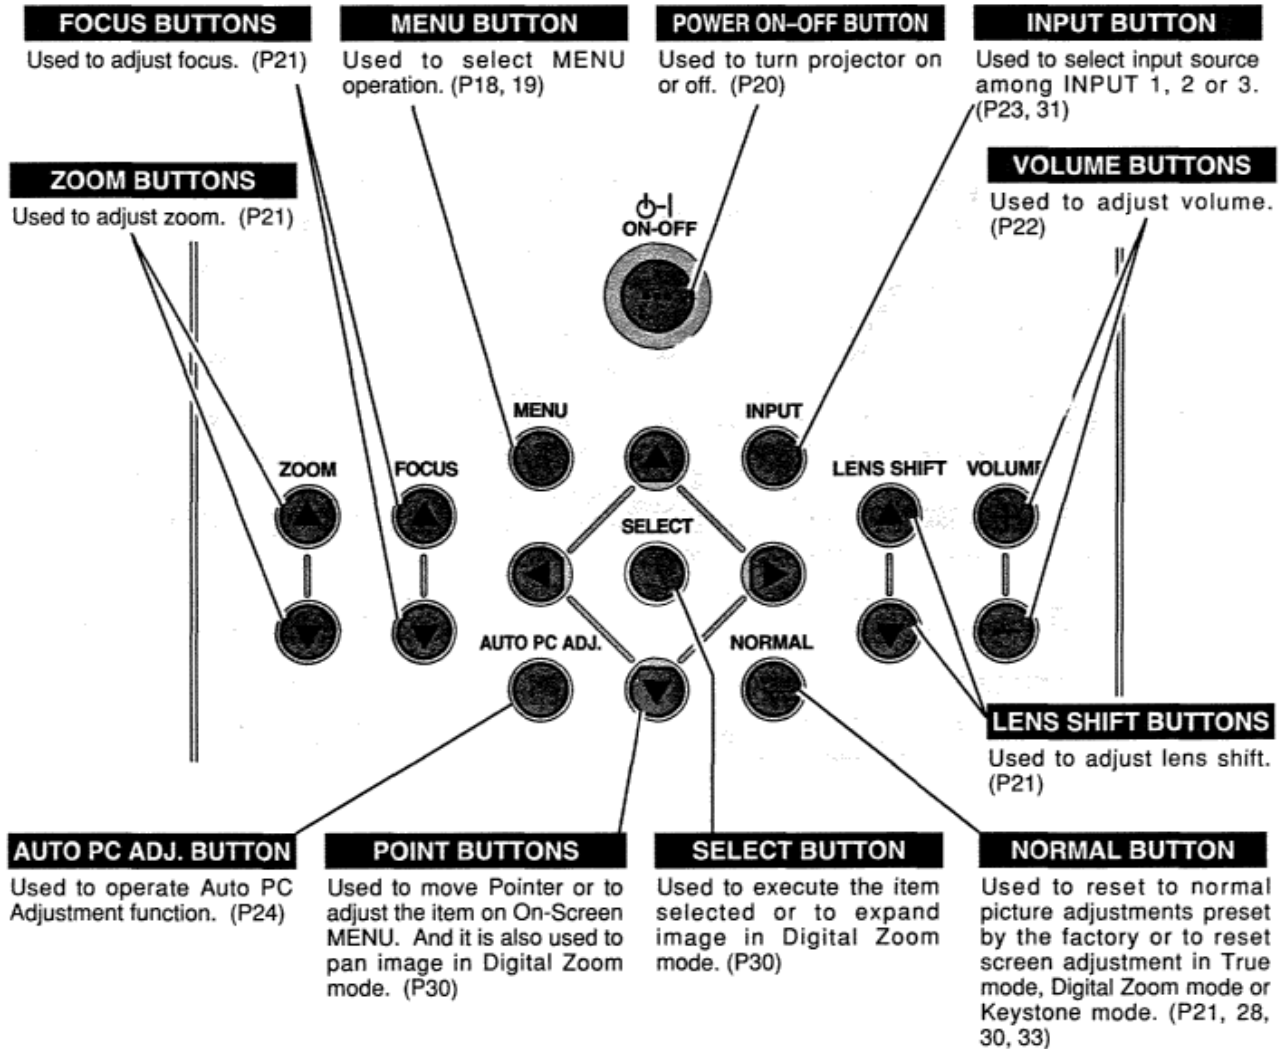 FOCUS BUTTONS
Used to adjust focus. (P21)
MENU BUTTON
Used to select MENU
operation. (P18, 19)
POWER ON–OFF BUTTON
Used to turn projector on
or off. (P20)
INPUT BUTTON
Used to select input source
among INPUT 1, 2 or 3.
(P23, 31)
ZOOM BUTTONS
Used to adjust zoom. (P21)
VOLUME BUTTONS
Used to adjust volume.
(P22)
ON-OFF
MENU
INPUT
ZOOM
FOCUS
LENS SHIFT
VOLUME
SELECT
AUTO PC ADJ.
NORMAL
LENS SHIFT BUTTONS
Used to adjust lens shift.
(P21)
AUTO PC ADJ. BUTTON
Used to operate Auto PC
Adjustment function. (P24)
POINT BUTTONS
Used to move Pointer or to
adjust the item on On-Screen
MENU. And it is also used to
pan image in Digital Zoom
mode. (P30)
SELECT BUTTON
Used to execute the item
selected or to expand
image in Digital Zoom
mode. (P30)
NORMAL BUTTON
Used to reset to normal
picture adjustments preset
by the factory or to reset
screen adjustment in True
mode, Digital Zoom mode or
Keystone mode. (P21, 28,
30, 33)